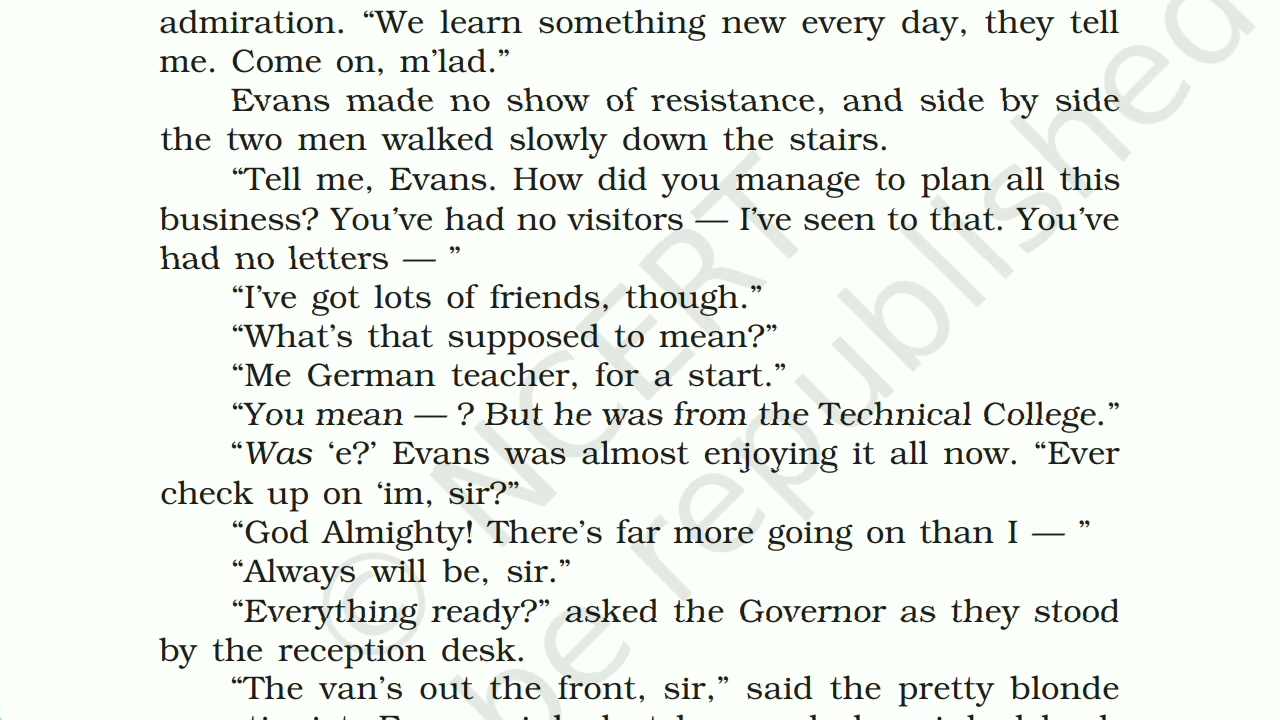 admiration. “We learn something new every day, they tell
me. Come on, m’lad.”
Evans made no show of resistance, and side by side
the two men walked slowly down the stairs.
“Tell me, Evans. How did you manage to plan all this
business? You’ve had no visitors — I’ve seen to that. You’ve
had no letters — ”
“I’ve got lots of friends, though.”
“What’s that supposed to mean?”
“Me German teacher, for a start.”
“You mean — ? But he was from the Technical College.”
“Was ‘e?’ Evans was almost enjoying it all now. “Ever
check up on ‘im, sir?”
“God Almighty! There’s far more going on than I — ”
“Always will be, sir.”
“Everything ready?” asked the Governor as they stood
by the reception desk.
“The van’s out the front, sir,” said the pretty blonde
© NCERT
be republished